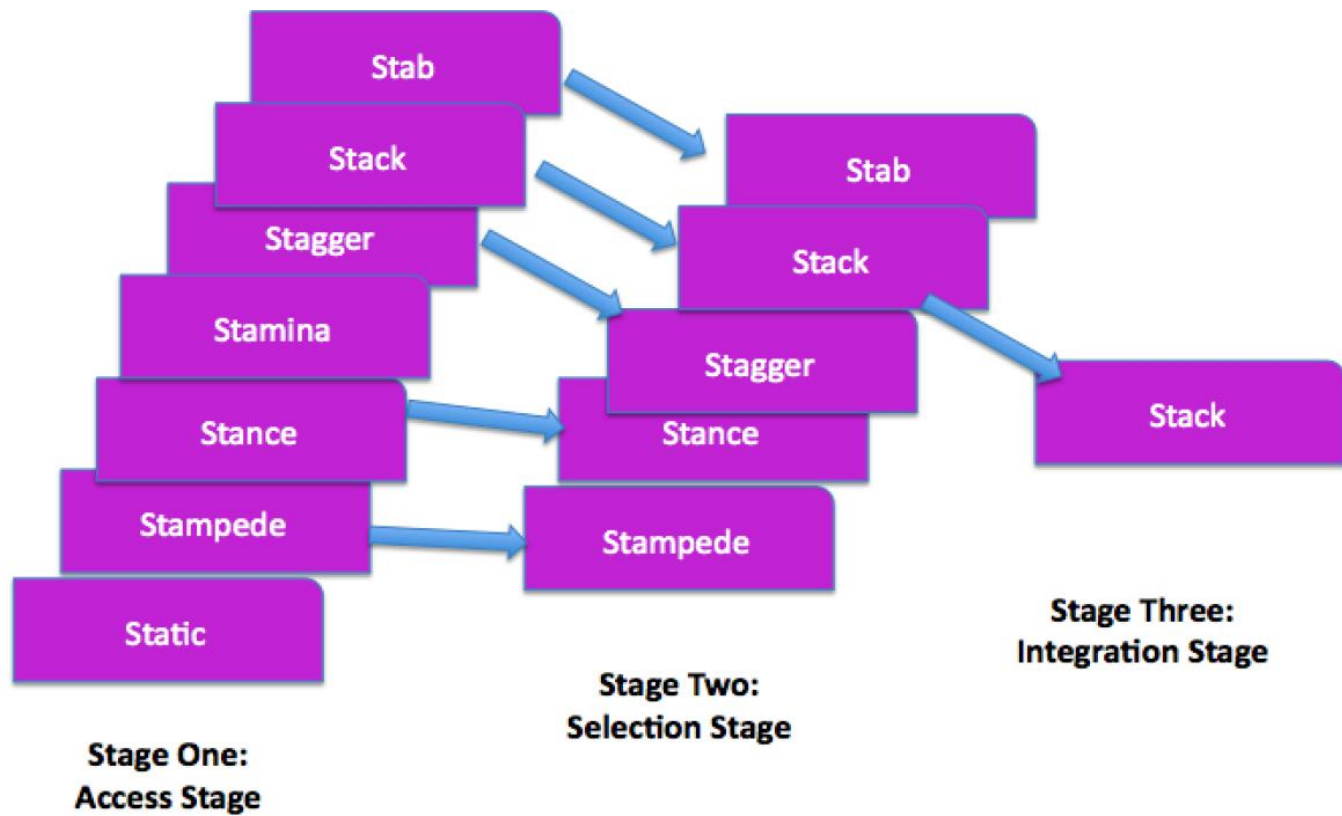 Stab
Stack
Stagger
Stamina
Stance
Stampede
Static
Stage One:
Access Stage
Stab
Stack
Stagger
Stance
Stampede
Stage Two:
Selection Stage
Stack
Stage Three:
Integration Stage